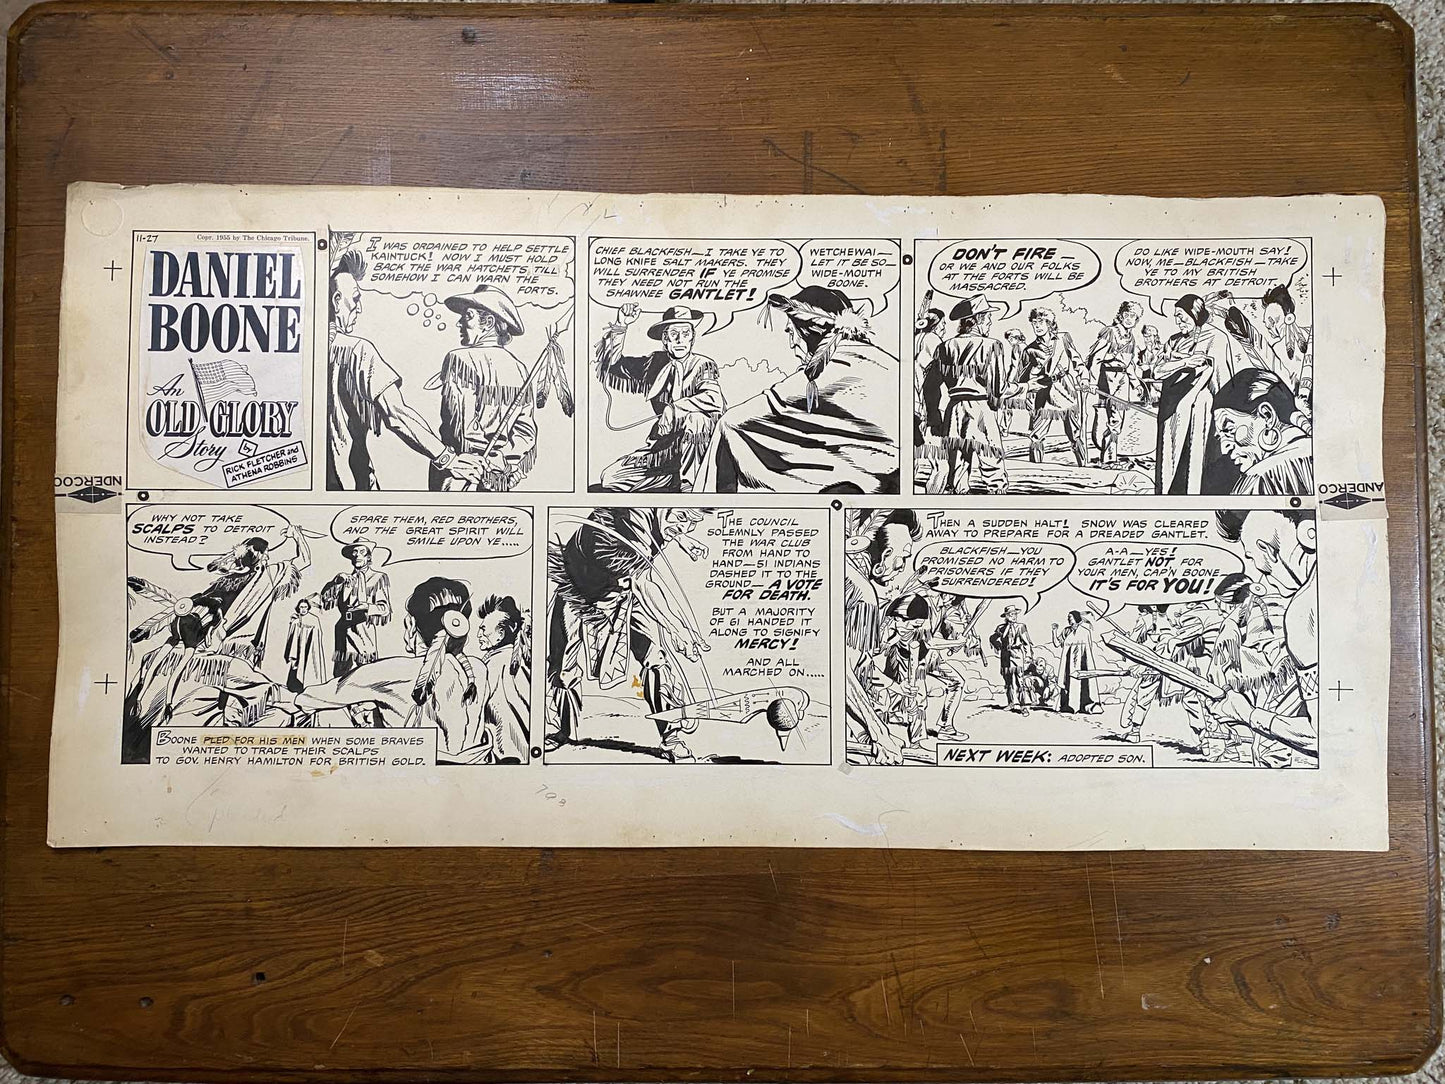 11-27
Copr. 1955 by The Chicago Tribune.
DANIEL
BOONE
An
OLD GLORY
Story
by
RICK FLETCHER and
ATHENA ROBBINS
I WAS ORDAINED TO HELP SETTLE
KAINTUCK! NOW I MUST HOLD
BACK THE WAR HATCHETS, TILL
SOMEHOW I CAN WARN THE
FORTS.
CHIEF BLACKFISH—I TAKE YE TO
LONG KNIFE SALT MAKERS. THEY
WILL SURRENDER IF YE PROMISE
THEY NEED NOT RUN THE
SHAWNEE GANTLET!
WETCHEWAI—
LET IT BE SO..
WIDE-MOUTH
BOONE.
DON'T FIRE —
OR WE AND OUR FOLKS
AT THE FORTS WILL BE
MASSACRED.
DO LIKE WIDE-MOUTH SAY!
NOW, ME—BLACKFISH—TAKE
YE TO MY BRITISH
BROTHERS AT DETROIT.
NDERCOC
ANDERCO
WHY NOT TAKE
SCALPS TO DETROIT
INSTEAD?
SPARE THEM, RED BROTHERS,
AND THE GREAT SPIRIT WILL
SMILE UPON YE.....
BOONE PLED FOR HIS MEN WHEN SOME BRAVES
WANTED TO TRADE THEIR SCALPS
TO GOV. HENRY HAMILTON FOR BRITISH GOLD.
THE COUNCIL
SOLEMNLY PASSED
THE WAR CLUB
FROM HAND TO
HAND—51 INDIANS
DASHED IT TO THE
GROUND—A VOTE
FOR DEATH.
BUT A MAJORITY
OF 61 HANDED IT
ALONG TO SIGNIFY
MERCY!
AND ALL
MARCHED ON.....
THEN A SUDDEN HALT! SNOW WAS CLEARED
AWAY TO PREPARE FOR A DREADED GANTLET.
BLACKFISH—YOU
PROMISED NO HARM TO
PRISONERS IF THEY
SURRENDERED!
A-A—YES!
GANTLET NOT FOR
YOUR MEN, CAP'N BOONE—
IT'S FOR YOU!
NEXT WEEK: ADOPTED SON.